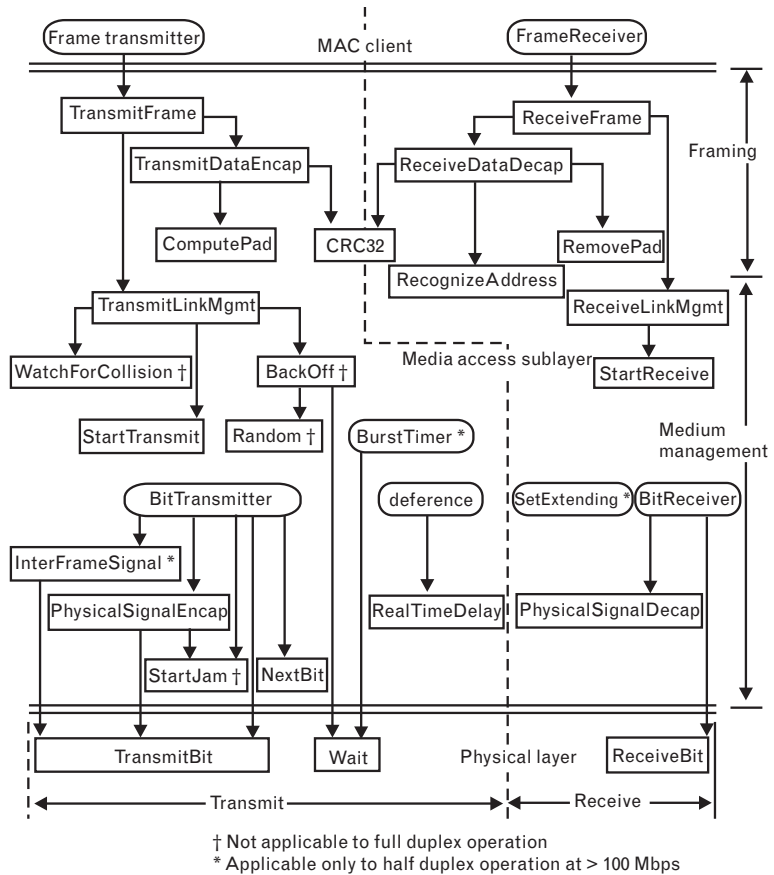 Frame transmitter
MAC client
FrameReceiver
TransmitFrame
ReceiveFrame
Framing
TransmitDataEncap
ReceiveDataDecap
ComputePad
CRC32
RemovePad
RecognizeAddress
TransmitLinkMgmt
ReceiveLinkMgmt
WatchForCollision †
BackOff †
Media access sublayer
StartReceive
StartTransmit
Random †
BurstTimer *
Medium
management
BitTransmitter
deference
SetExtending *
BitReceiver
InterFrameSignal *
PhysicalSignalEncap
RealTimeDelay
PhysicalSignalDecap
StartJam †
NextBit
TransmitBit
Wait
Physical layer
ReceiveBit
Transmit
Receive
† Not applicable to full duplex operation
* Applicable only to half duplex operation at > 100 Mbps